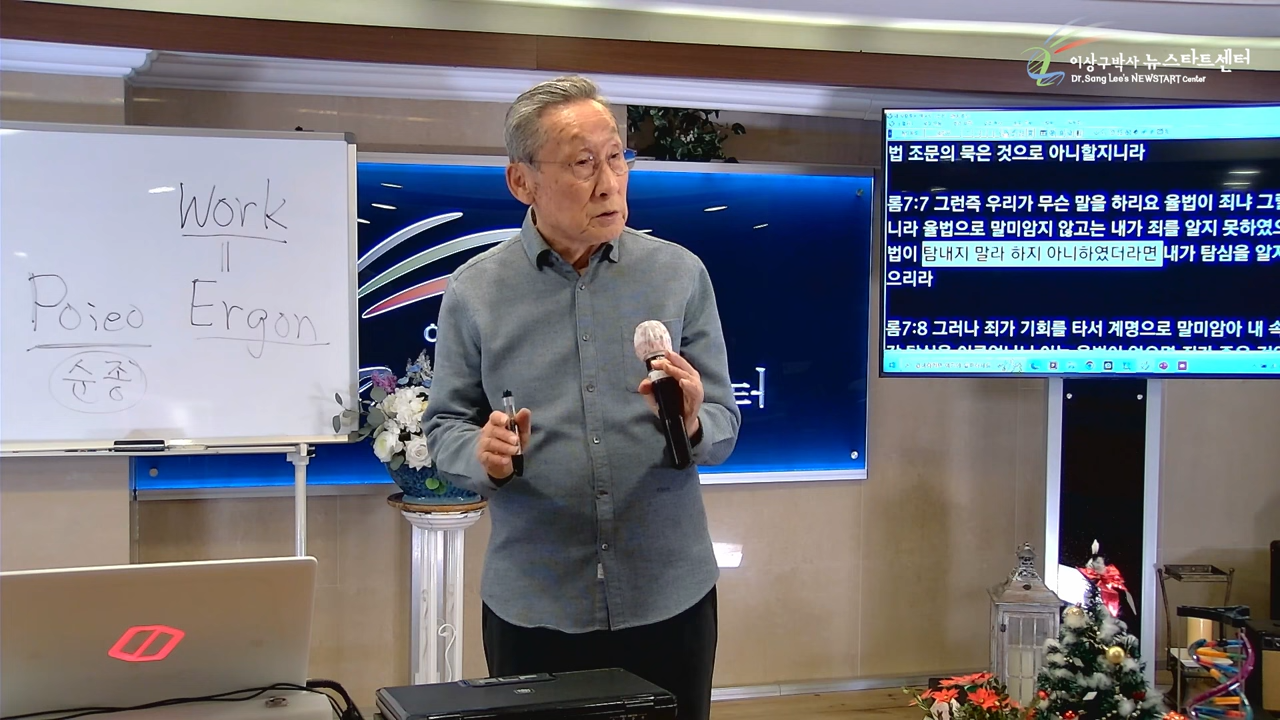 이상구박사 뉴스타트센터
Dr. Sang Lee's NEWSTART Center
Work
=
Poieo Ergon
순종
터
법 조문의 묵은 것으로 아니할지니라
롬7:7 그런즉 우리가 무슨 말을 하리요 율법이 죄냐 그럴
니라 율법으로 말미암지 않고는 내가 죄를 알지 못하였으
법이 탐내지 말라 하지 아니하였더라면 내가 탐심을 알지
으리라
롬7:8 그러나 죄가 기회를 타서 계명으로 말미암아 내 속